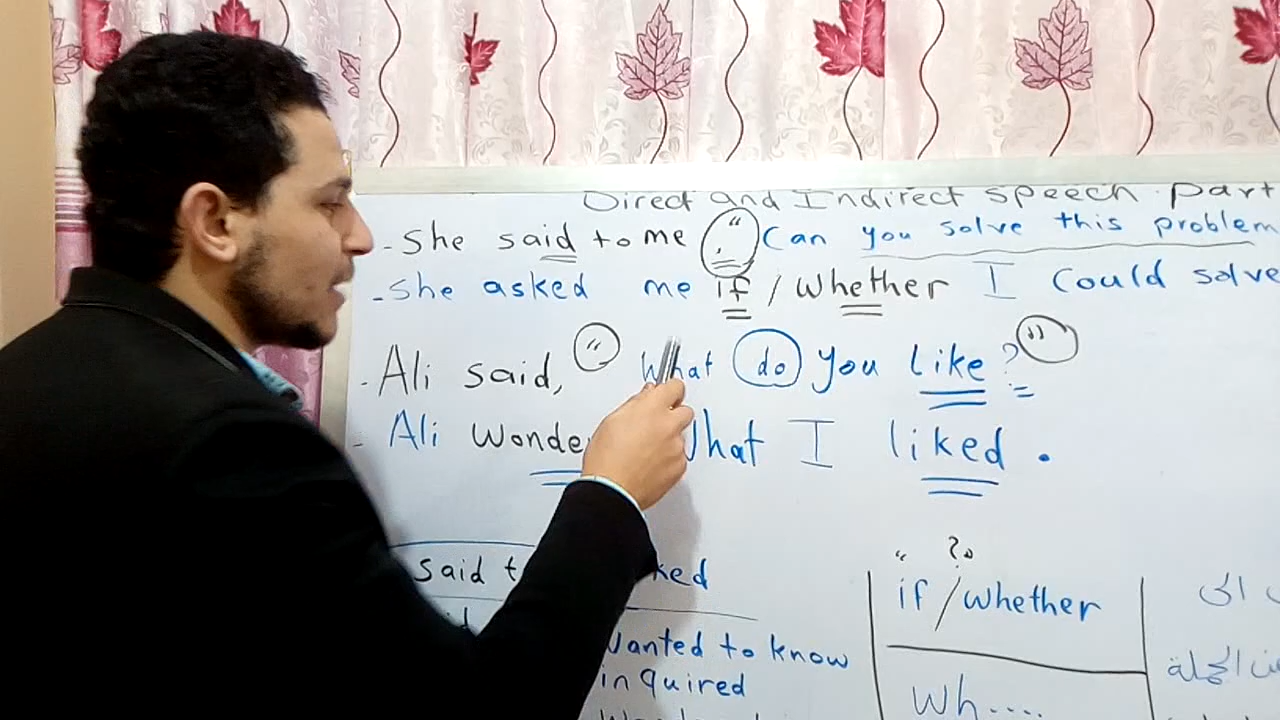 Direct and Indirect speech part
- She said to me " Can you solve this problem
- She asked me if / whether I could solve
- Ali said, " What do you like ? "
- Ali Wonde What I liked .
said t ked
Wanted to know
inquired
" ?.
if / whether
Wh....